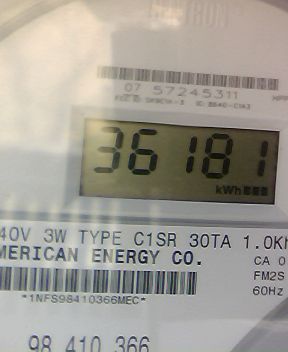 07 57245311
36181
kWh
40V 3W TYPE C1SR 30TA 1.0Kh
MERICAN ENERGY CO.
CA 0
FM2S
60Hz
*1NFS98410366MEC*
98 410 366